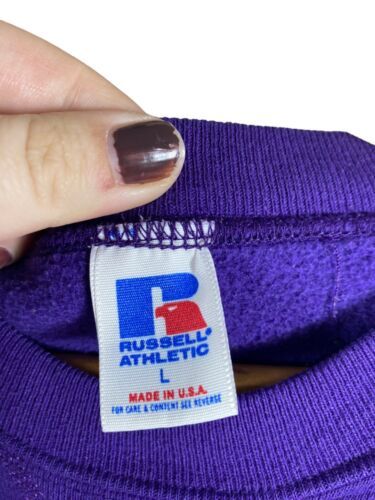 R
RUSSELL®
ATHLETIC
L
MADE IN U.S.A.
FOR CARE & CONTENT SEE REVERSE